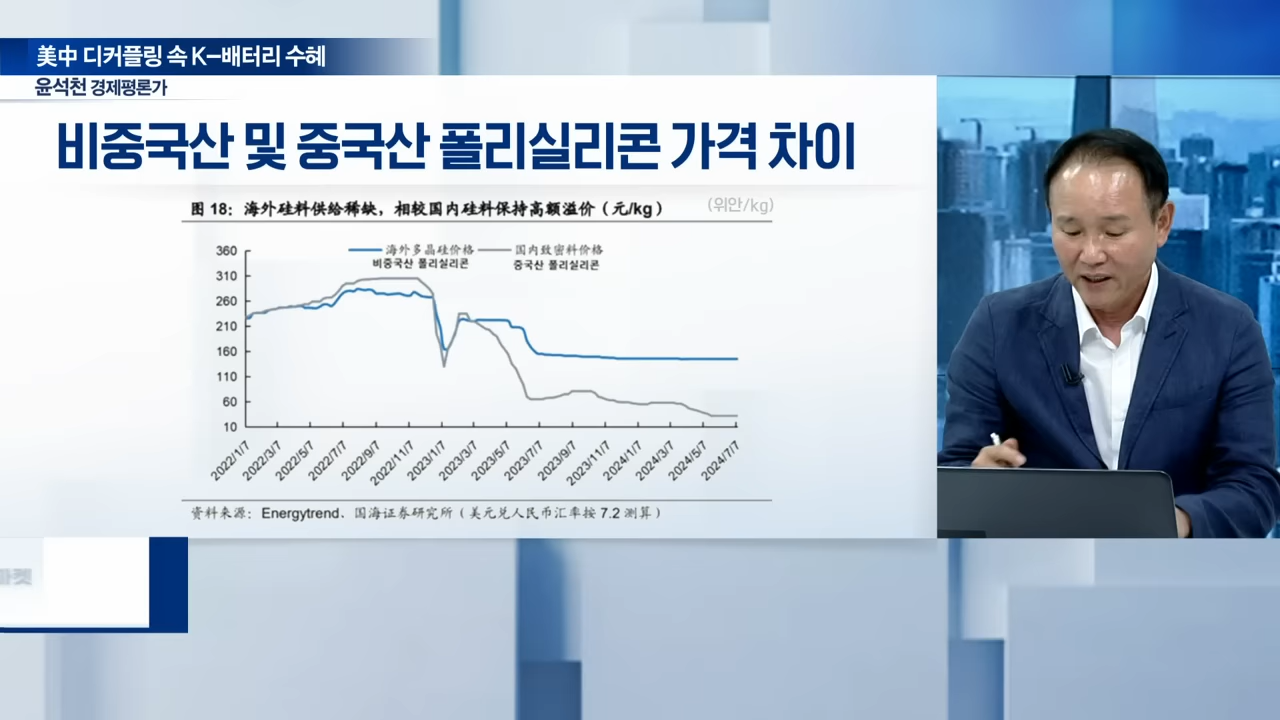 美中 디커플링 속 K-배터리 수혜
윤석천 경제평론가
비중국산 및 중국산 폴리실리콘 가격 차이
图 18：海外硅料供给稀缺，相较国内硅料保持高额溢价（元/kg）
(위안/kg)
海外多晶硅价格 国内致密料价格
비중국산 폴리실리콘 중국산 폴리실리콘
360
310
260
210
160
110
60
10
2022/1/7 2022/3/7 2022/5/7 2022/7/7 2022/9/7 2022/11/7 2023/1/7 2023/3/7 2023/5/7 2023/7/7 2023/9/7 2023/11/7 2024/1/7 2024/3/7 2024/5/7 2024/7/7
资料来源：Energytrend、国海证券研究所（美元兑人民币汇率按 7.2 测算）
마켓